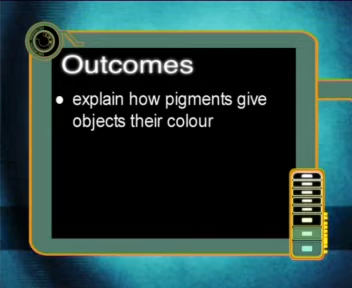 Outcomes
• explain how pigments give
objects their colour